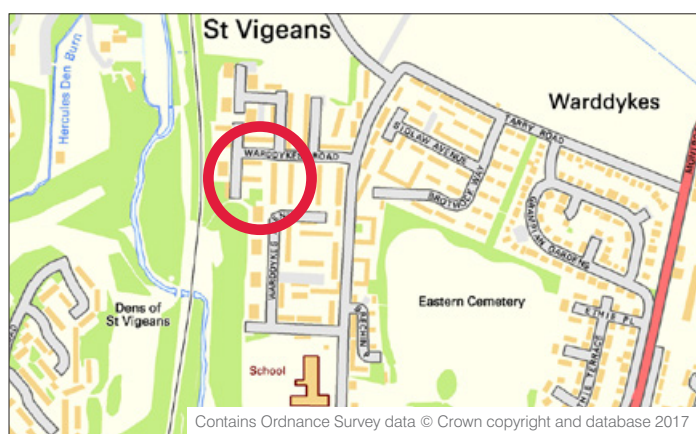 St Vigeans
Hercules Den Burn
Warddykes
TARRY ROAD
SIDLAW AVENUE
WARDDYKES ROAD
BROTHOCK WAY
GRAMPIAN GARDENS
WARDDYKES
Eastern Cemetery
Dens of
St Vigeans
BRECHIN
School
Contains Ordnance Survey data © Crown copyright and database 2017